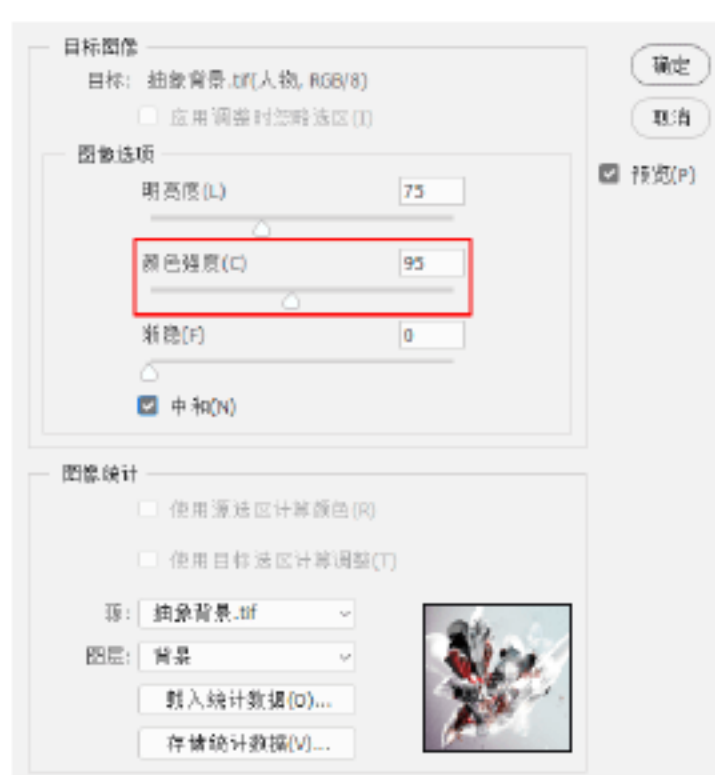 目标图像
确定
目标: 抽象背景.tif(人物, RGB/8)
应用调整时忽略选区(I)
取消
图像选项
预览(P)
明亮度(L) 75
颜色强度(C) 95
渐隐(F) 0
中和(N)
图像统计
使用源选区计算颜色(R)
使用目标选区计算调整(T)
源: 抽象背景.tif
图层: 背景
载入统计数据(O)...
存储统计数据(V)...